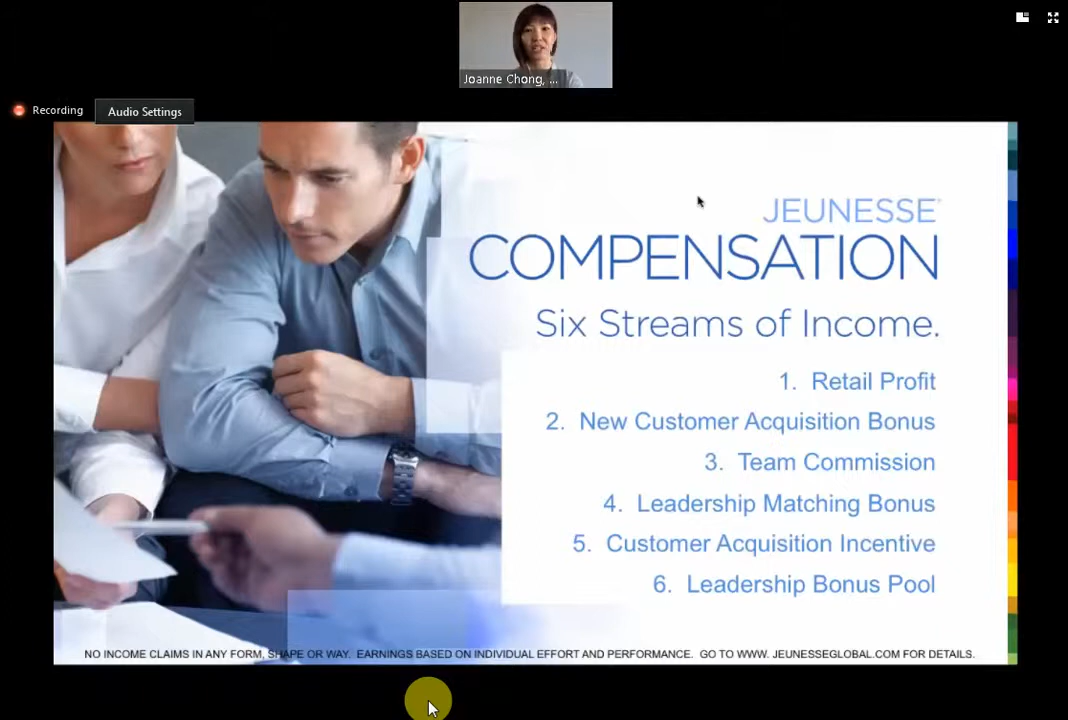 Joanne Chong, ...
Recording
Audio Settings
JEUNESSE®
COMPENSATION
Six Streams of Income.
1. Retail Profit
2. New Customer Acquisition Bonus
3. Team Commission
4. Leadership Matching Bonus
5. Customer Acquisition Incentive
6. Leadership Bonus Pool
NO INCOME CLAIMS IN ANY FORM, SHAPE OR WAY. EARNINGS BASED ON INDIVIDUAL EFFORT AND PERFORMANCE. GO TO WWW. JEUNESSEGLOBAL.COM FOR DETAILS.